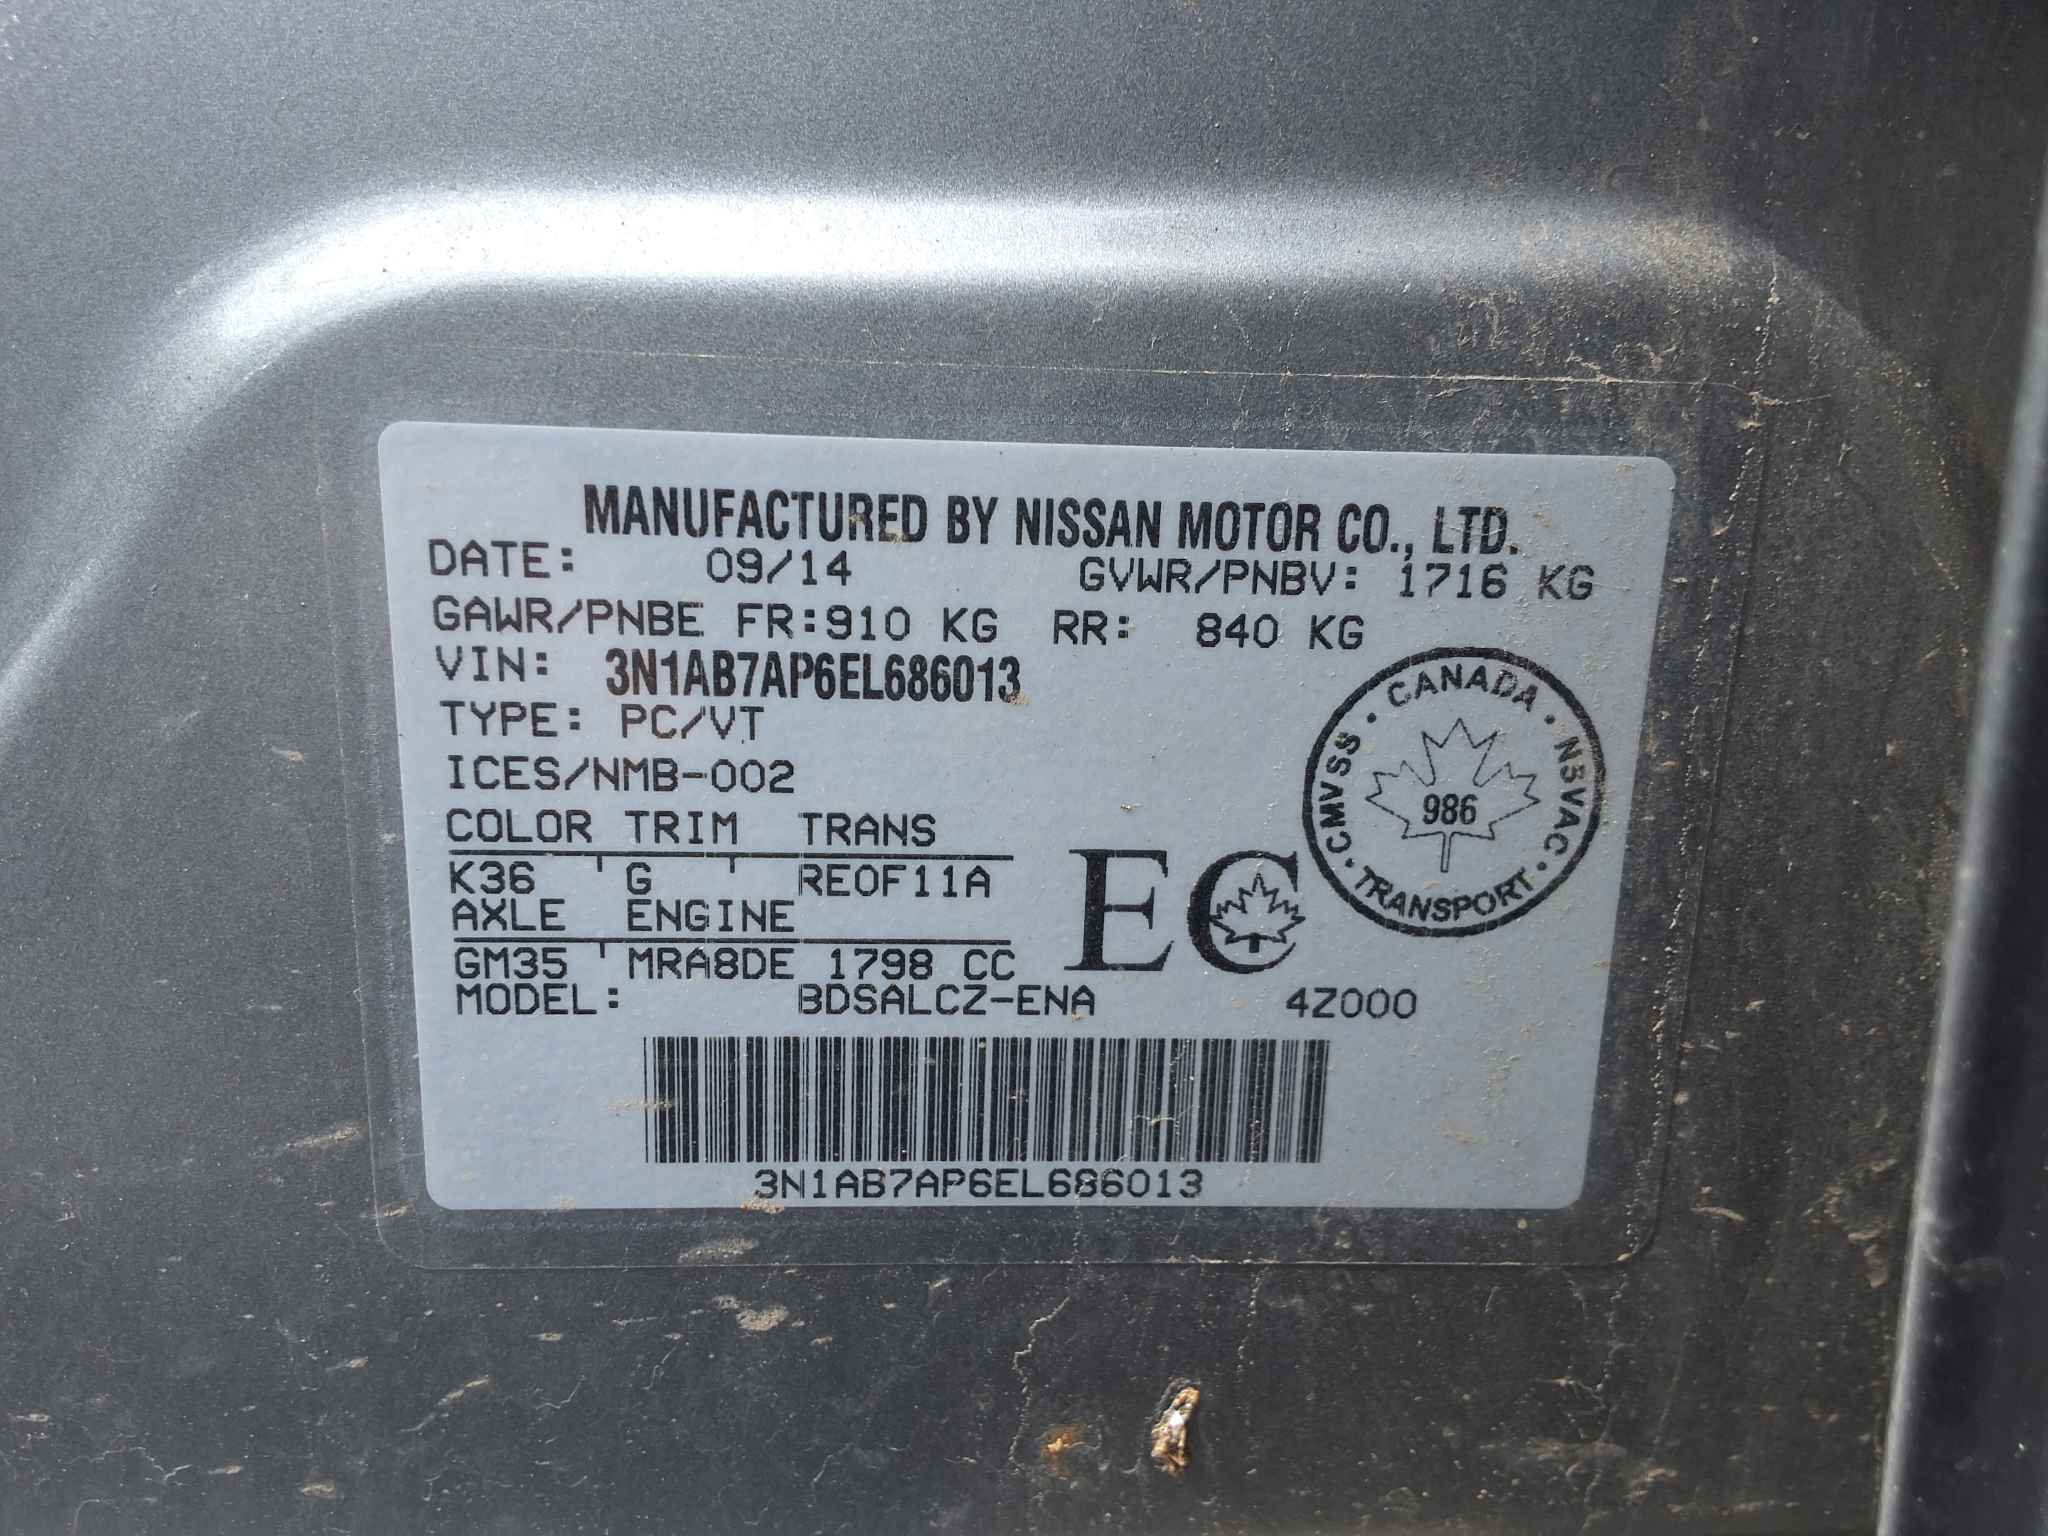 MANUFACTURED BY NISSAN MOTOR CO., LTD.
DATE: 09/14 GVWR/PNBV: 1716 KG
GAWR/PNBE FR:910 KG RR: 840 KG
VIN: 3N1AB7AP6EL686013
TYPE: PC/VT
ICES/NMB-002
COLOR TRIM TRANS
K36 G RE0F11A
AXLE ENGINE
GM35 MRA8DE 1798 CC
MODEL: BDSALCZ-ENA 4Z000
EC
CANADA · NSVAC · TRANSPORT · CMVSS ·
986
3N1AB7AP6EL686013